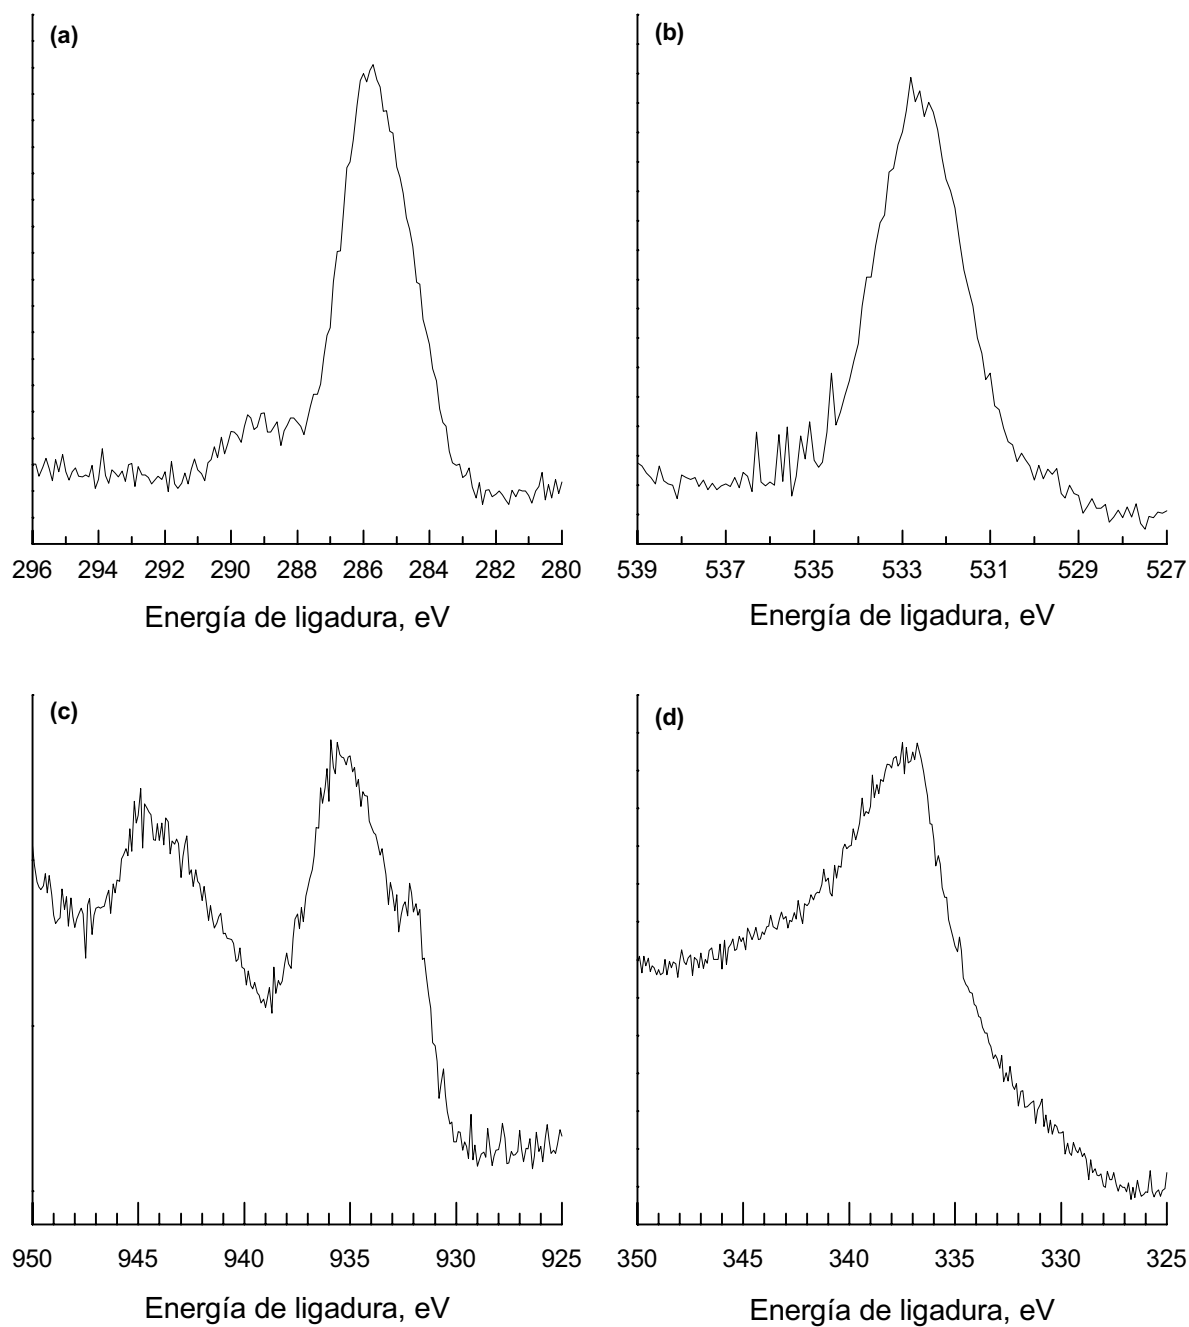 (a)
296 294 292 290 288 286 284 282 280
Energía de ligadura, eV
(b)
539 537 535 533 531 529 527
Energía de ligadura, eV
(c)
950 945 940 935 930 925
Energía de ligadura, eV
(d)
350 345 340 335 330 325
Energía de ligadura, eV